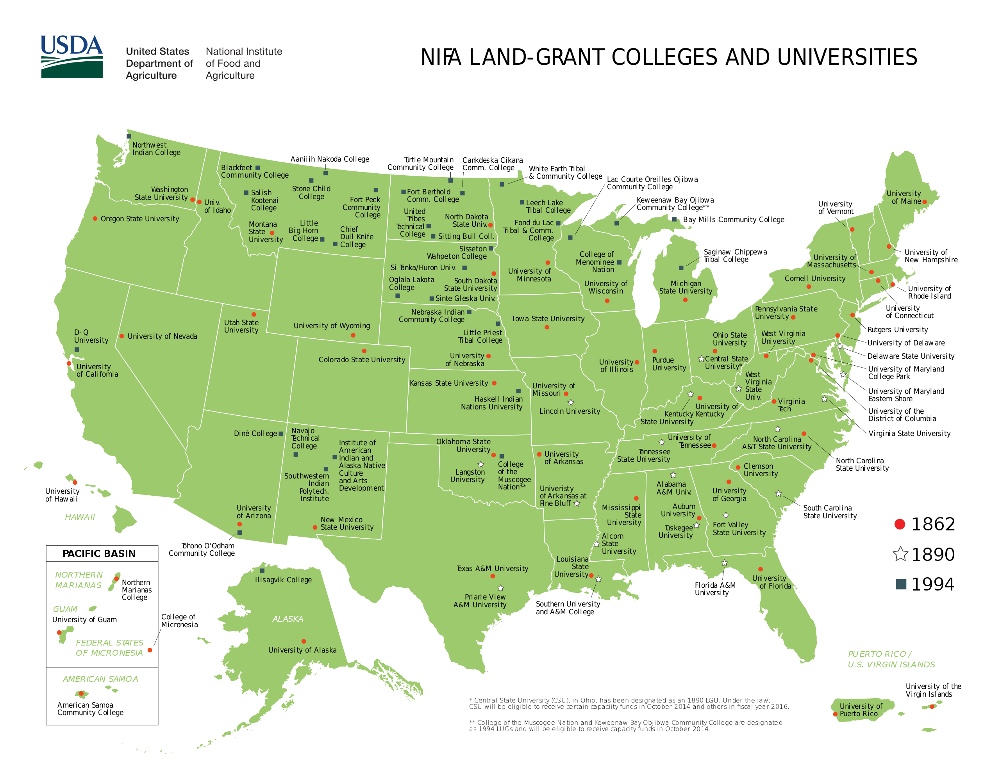 USDA
United States
Department of
Agriculture
National Institute
of Food and
Agriculture
NIFA LAND-GRANT COLLEGES AND UNIVERSITIES
Northwest
Indian College
Washington
State University
Univ.
of Idaho
Oregon State University
Blackfeet
Community College
Salish
Kootenai
College
Montana
State
University
Aaniiih Nakoda College
Stone Child
College
Fort Peck
Community
College
Little
Big Horn
College
Chief
Dull Knife
College
Turtle Mountain
Community College
Cankdeska Cikana
Comm. College
Fort Berthold
Comm. College
United
Tribes
Technical
College
North Dakota
State Univ.
Sitting Bull Coll.
Sisseton
Wahpeton College
Si Tanka/Huron Univ.
Oglala Lakota
College
South Dakota
State University
Sinte Gleska Univ.
White Earth Tribal
& Community College
Leech Lake
Tribal College
Fond du Lac
Tribal & Comm.
College
University of
Minnesota
Lac Courte Oreilles Ojibwa
Community College
Keweenaw Bay Ojibwa
Community College**
Bay Mills Community College
College of
Menominee
Nation
University of
Wisconsin
Saginaw Chippewa
Tribal College
Michigan
State University
University
of Vermont
University
of Maine
University of
New Hampshire
University of
Massachusetts
Cornell University
University of
Rhode Island
University
of Connecticut
Pennsylvania State
University
Rutgers University
University of Delaware
Delaware State University
University of Maryland
College Park
University of Maryland
Eastern Shore
University of the
District of Columbia
Virginia State University
D-Q
University
University
of California
University of Nevada
Utah State
University
University of Wyoming
Colorado State University
Nebraska Indian
Community College
Little Priest
Tribal College
University
of Nebraska
Iowa State University
Kansas State University
Haskell Indian
Nations University
University of
Missouri
Lincoln University
University
of Illinois
Purdue
University
Ohio State
University
Central State
University*
West Virginia
University
West
Virginia
State
Univ.
Virginia
Tech
Kentucky
State University
University of
Kentucky
Diné College
Navajo
Technical
College
Institute of
American
Indian and
Alaska Native
Culture
and Arts
Development
Southwestern
Indian
Polytech.
Institute
University
of Arizona
Tohono O'Odham
Community College
New Mexico
State University
Oklahoma State
University
Langston
University
College
of the
Muscogee
Nation**
University
of Arkansas
Univeristy
of Arkansas at
Pine Bluff
University of
Tennessee
Tennessee
State University
North Carolina
A&T State University
North Carolina
State University
Clemson
University
South Carolina
State University
University
of Georgia
Fort Valley
State University
Alabama
A&M Univ.
Auburn
University
Tuskegee
University
Mississippi
State
University
Alcorn
State
University
Louisiana
State
University
Southern University
and A&M College
Texas A&M University
Priarie View
A&M University
Florida A&M
University
University
of Florida
University
of Hawaii
HAWAII
PACIFIC BASIN
NORTHERN
MARIANAS
Northern
Marianas
College
GUAM
University of Guam
FEDERAL STATES
OF MICRONESIA
College of
Micronesia
AMERICAN SAMOA
American Samoa
Community College
Ilisagvik College
ALASKA
University of Alaska
1862
1890
1994
PUERTO RICO /
U.S. VIRGIN ISLANDS
University of the
Virgin Islands
University of
Puerto Rico
* Central State University (CSU), in Ohio, has been designated as an 1890 LGU. Under the law,
CSU will be eligible to receive certain capaciity funds in October 2014 and others in fiscal year 2016.
** College of the Muscogee Nation and Keweenaw Bay Objibwa Community College are designated
as 1994 LUGs and will be eligible to receive capacity funds in October 2014.